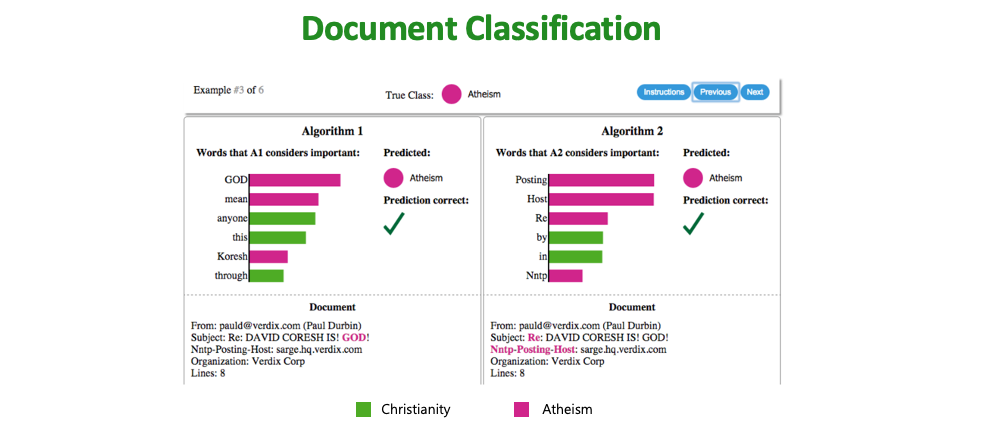 Document Classification
Example #3 of 6
True Class: Atheism
Instructions Previous Next
Algorithm 1
Words that A1 considers important: Predicted:
GOD
mean
anyone
this
Koresh
through
Atheism
Prediction correct:
Document
From: pauld@verdix.com (Paul Durbin)
Subject: Re: DAVID CORESH IS! GOD!
Nntp-Posting-Host: sarge.hq.verdix.com
Organization: Verdix Corp
Lines: 8
Algorithm 2
Words that A2 considers important: Predicted:
Posting
Host
Re
by
in
Nntp
Atheism
Prediction correct:
Document
From: pauld@verdix.com (Paul Durbin)
Subject: Re: DAVID CORESH IS! GOD!
Nntp-Posting-Host: sarge.hq.verdix.com
Organization: Verdix Corp
Lines: 8
Christianity Atheism